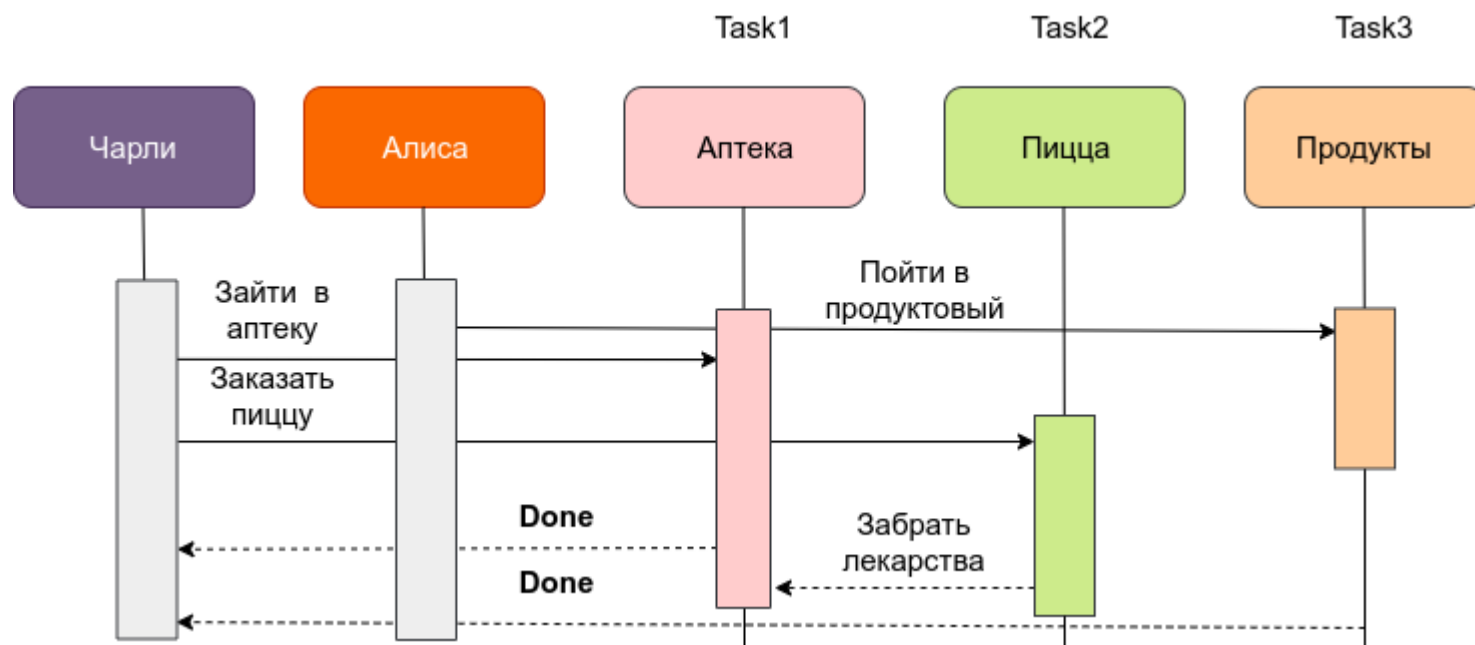 Task1
Task2
Task3
Чарли
Алиса
Аптека
Пицца
Продукты
Зайти в
аптеку
Пойти в
продуктовый
Заказать
пиццу
Done
Забрать
лекарства
Done